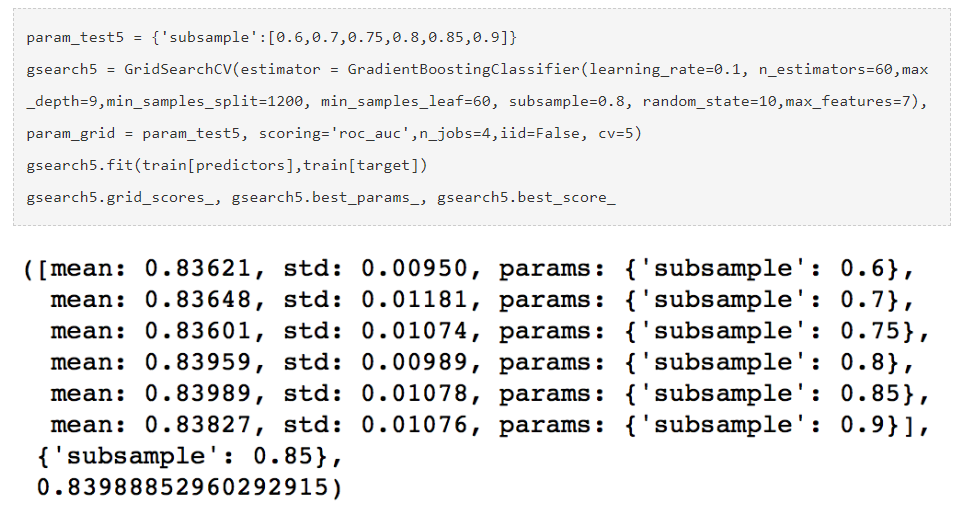 param_test5 = {'subsample':[0.6,0.7,0.75,0.8,0.85,0.9]}
gsearch5 = GridSearchCV(estimator = GradientBoostingClassifier(learning_rate=0.1, n_estimators=60,max
_depth=9,min_samples_split=1200, min_samples_leaf=60, subsample=0.8, random_state=10,max_features=7),
param_grid = param_test5, scoring='roc_auc',n_jobs=4,iid=False, cv=5)
gsearch5.fit(train[predictors],train[target])
gsearch5.grid_scores_, gsearch5.best_params_, gsearch5.best_score_
([mean: 0.83621, std: 0.00950, params: {'subsample': 0.6},
mean: 0.83648, std: 0.01181, params: {'subsample': 0.7},
mean: 0.83601, std: 0.01074, params: {'subsample': 0.75},
mean: 0.83959, std: 0.00989, params: {'subsample': 0.8},
mean: 0.83989, std: 0.01078, params: {'subsample': 0.85},
mean: 0.83827, std: 0.01076, params: {'subsample': 0.9}],
{'subsample': 0.85},
0.83988852960292915)